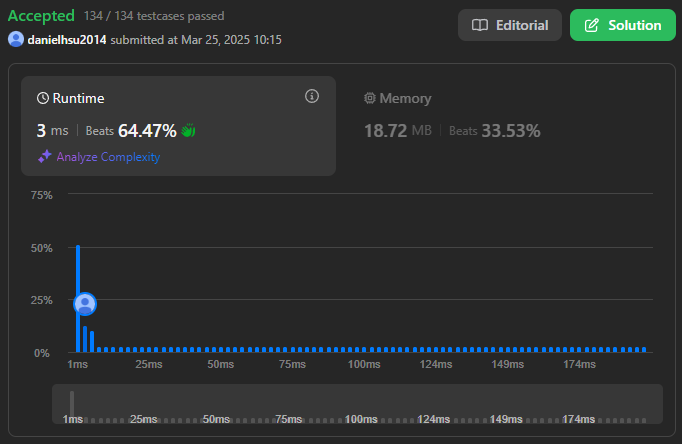 Accepted 134 / 134 testcases passed
Editorial
Solution
danielhsu2014 submitted at Mar 25, 2025 10:15
Runtime
3 ms | Beats 64.47%
Analyze Complexity
Memory
18.72 MB | Beats 33.53%
75%
50%
25%
0%
1ms 25ms 50ms 75ms 100ms 124ms 149ms 174ms
1ms 25ms 50ms 75ms 100ms 124ms 149ms 174ms